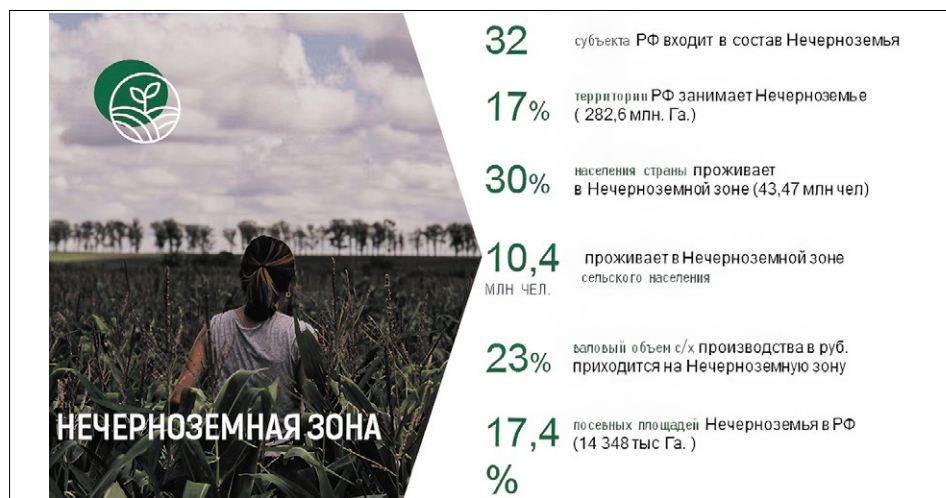 НЕЧЕРНОЗЕМНАЯ ЗОНА
32
субъекта РФ входит в состав Нечерноземья
17%
территории РФ занимает Нечерноземье
( 282,6 млн. Га.)
30%
населения страны проживает
в Нечерноземной зоне (43,47 млн чел)
10,4
МЛН ЧЕЛ.
проживает в Нечерноземной зоне
сельского населения
23%
валовый объем с/х производства в руб.
приходится на Нечерноземную зону
17,4
%
посевных площадей Нечерноземья в РФ
(14 348 тыс Га. )